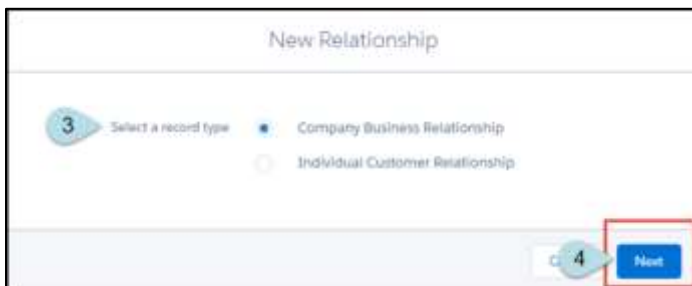 New Relationship
3 Select a record type Company Business Relationship
Individual Customer Relationship
4 Next